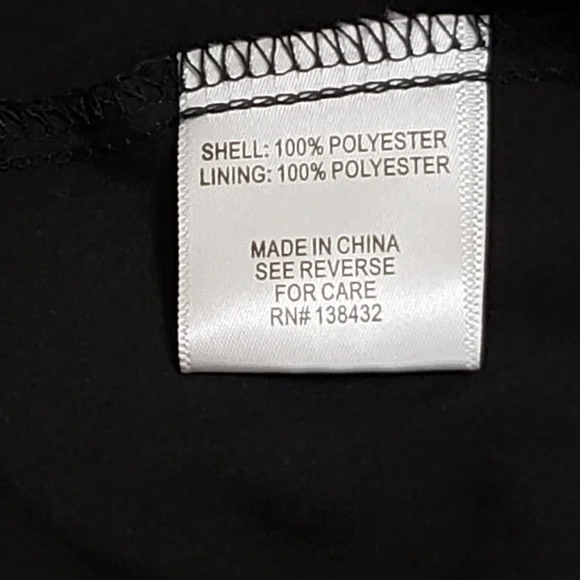 SHELL: 100% POLYESTER
LINING: 100% POLYESTER
MADE IN CHINA
SEE REVERSE
FOR CARE
RN# 138432